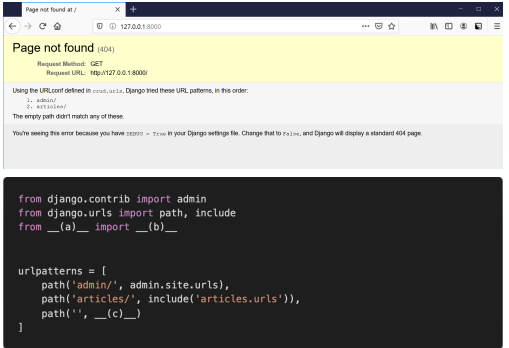 Page not found at /
127.0.0.1:8000
Page not found (404)
Request Method: GET
Request URL: http://127.0.0.1:8000/
Using the URLconf defined in crud.urls, Django tried these URL patterns, in this order:
1. admin/
2. articles/
The empty path didn't match any of these.
You're seeing this error because you have DEBUG = True in your Django settings file. Change that to False, and Django will display a standard 404 page.
from django.contrib import admin
from django.urls import path, include
from __(a)__ import __(b)__
urlpatterns = [
    path('admin/', admin.site.urls),
    path('articles/', include('articles.urls')),
    path('', __(c)__)
]